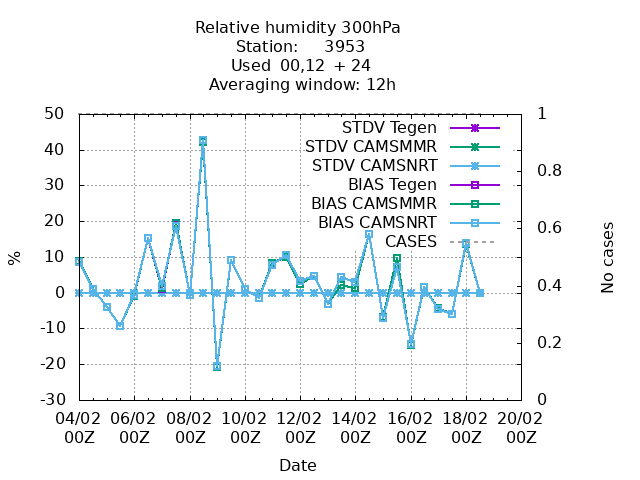 Relative humidity 300hPa
Station: 3953
Used 00,12 + 24
Averaging window: 12h
50
40
30
20
10
0
-10
-20
-30
%
1
0.8
0.6
0.4
0.2
0
No cases
STDV Tegen
STDV CAMSMMR
STDV CAMSNRT
BIAS Tegen
BIAS CAMSMMR
BIAS CAMSNRT
CASES
04/02 06/02 08/02 10/02 12/02 14/02 16/02 18/02 20/02
00Z 00Z 00Z 00Z 00Z 00Z 00Z 00Z 00Z
Date